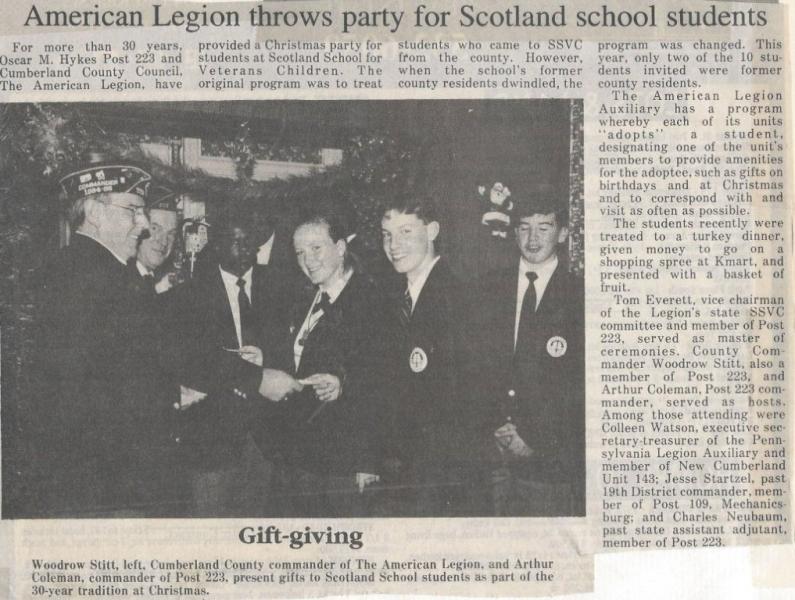 American Legion throws party for Scotland school students
For more than 30 years,
Oscar M. Hykes Post 223 and
Cumberland County Council,
The American Legion, have
provided a Christmas party for
students at Scotland School for
Veterans Children. The
original program was to treat
students who came to SSVC
from the county. However,
when the school's former
county residents dwindled, the
program was changed. This
year, only two of the 10 stu-
dents invited were former
county residents.
The American Legion
Auxiliary has a program
whereby each of its units
"adopts" a student,
designating one of the unit's
members to provide amenities
for the adoptee, such as gifts on
birthdays and at Christmas
and to correspond with and
visit as often as possible.
The students recently were
treated to a turkey dinner,
given money to go on a
shopping spree at Kmart, and
presented with a basket of
fruit.
Tom Everett, vice chairman
of the Legion's state SSVC
committee and member of Post
223, served as master of
ceremonies. County Com-
mander Woodrow Stitt, also a
member of Post 223, and
Arthur Coleman, Post 223 com-
mander, served as hosts.
Among those attending were
Colleen Watson, executive sec-
retary-treasurer of the Penn-
sylvania Legion Auxiliary and
member of New Cumberland
Unit 143; Jesse Startzel, past
19th District commander, mem-
ber of Post 109, Mechanics-
burg; and Charles Neubaum,
past state assistant adjutant,
member of Post 223.
COMMANDER
Gift-giving
Woodrow Stitt, left, Cumberland County commander of The American Legion, and Arthur
Coleman, commander of Post 223, present gifts to Scotland School students as part of the
30-year tradition at Christmas.